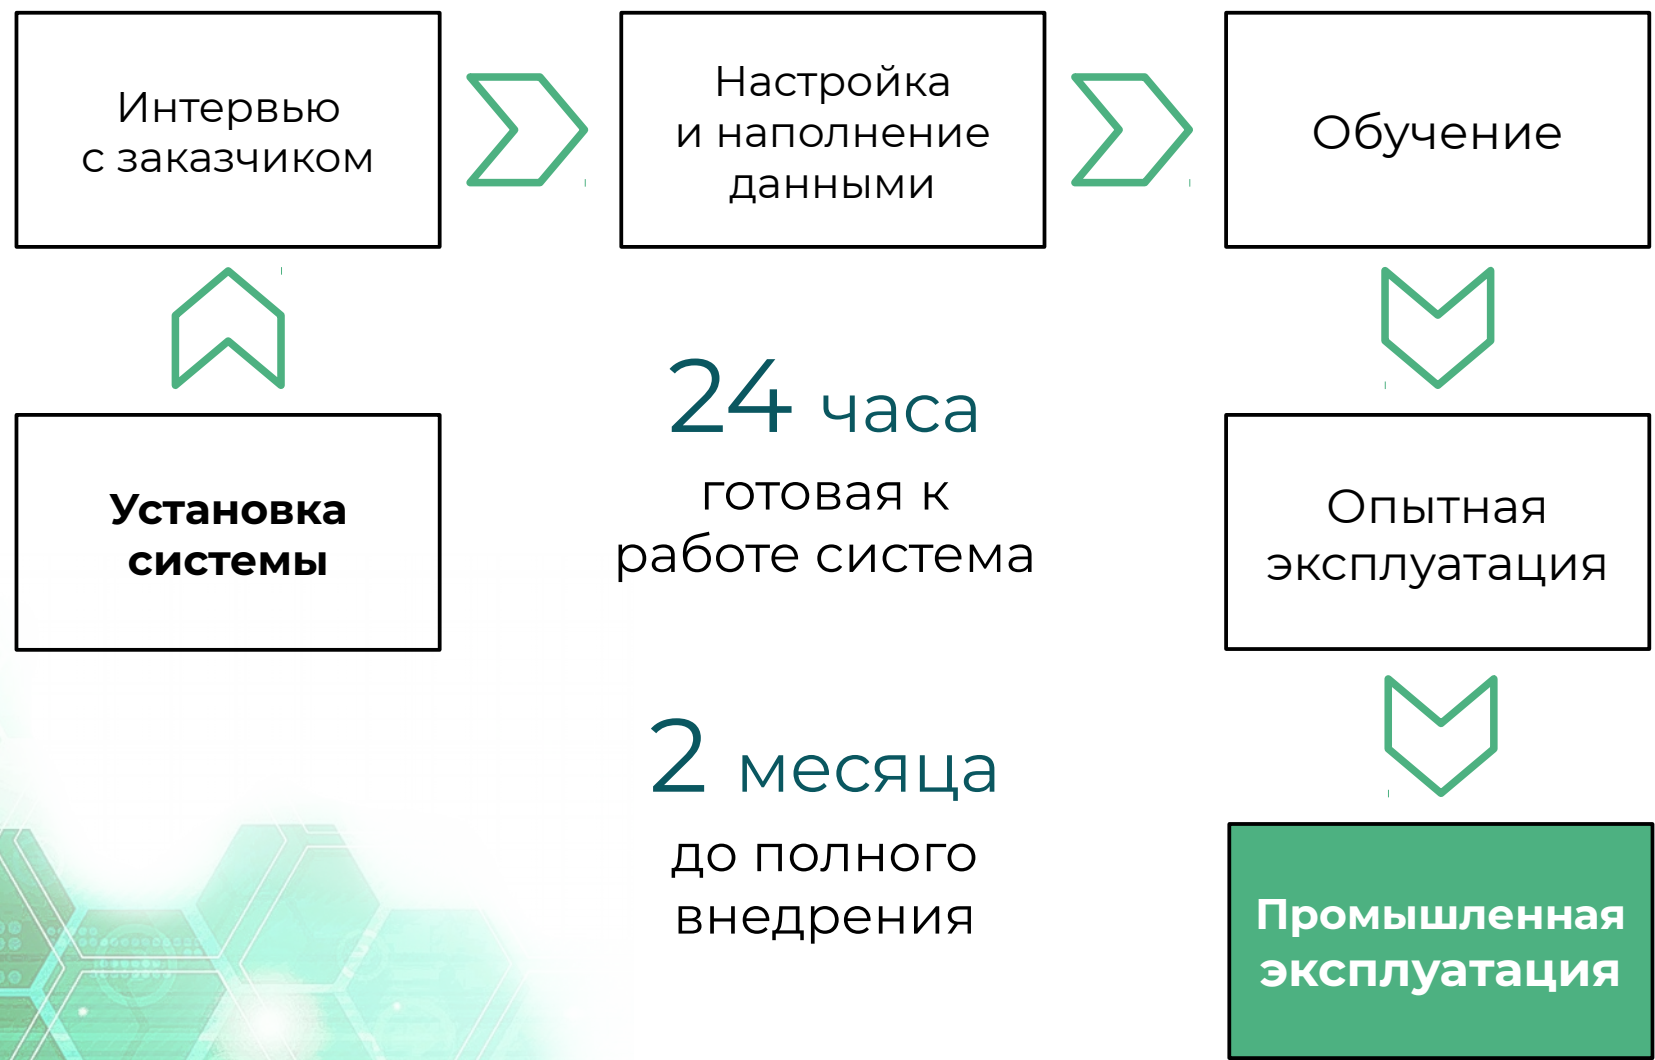 Интервью
с заказчиком
Настройка
и наполнение
данными
Обучение
24 часа
готовая к
работе система
Установка
системы
Опытная
эксплуатация
2 месяца
до полного
внедрения
Промышленная
эксплуатация